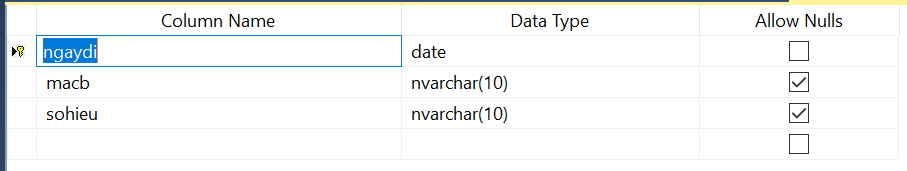 Column Name Data Type Allow Nulls
ngaydi date
macb nvarchar(10)
sohieu nvarchar(10)